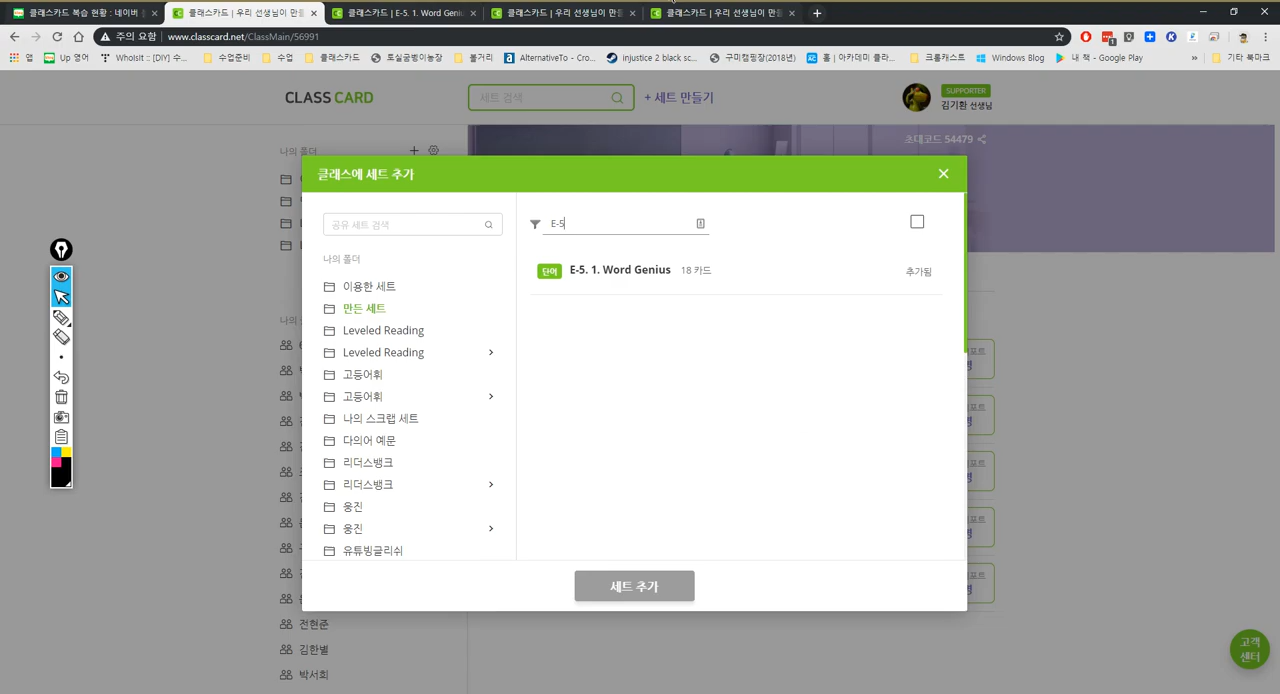 클래스카드 복습 현황 : 네이버
클래스카드 | 우리 선생님이 만들
클래스카드 | E-5. 1. Word Geniu
클래스카드 | 우리 선생님이 만들
클래스카드 | 우리 선생님이 만들
주의 요함
www.classcard.net/ClassMain/56991
앱
Up 영어
WhoIsIt :: [DIY] 수...
수업준비
수업
볼거리
클래스카드
토실궁뱅이농장
AlternativeTo - Cro...
injustice 2 black sc...
구미캠핑장(2018년)
홈 | 아카데미 클라...
크롬캐스트
Windows Blog
내 책 - Google Play
»
기타 북마크
CLASS CARD
세트 검색
+ 세트 만들기
SUPPORTER
김기환 선생님
나의 폴더
초대코드 54479
클래스에 세트 추가
공유 세트 검색
E-5
나의 폴더
단어 E-5. 1. Word Genius 18 카드 추가됨
이용한 세트
만든 세트
Leveled Reading
Leveled Reading
고등어휘
고등어휘
나의 스크랩 세트
다의어 예문
리더스뱅크
리더스뱅크
웅진
웅진
유튜빙글리쉬
세트 추가
전현준
김한별
박서희
고객
센터